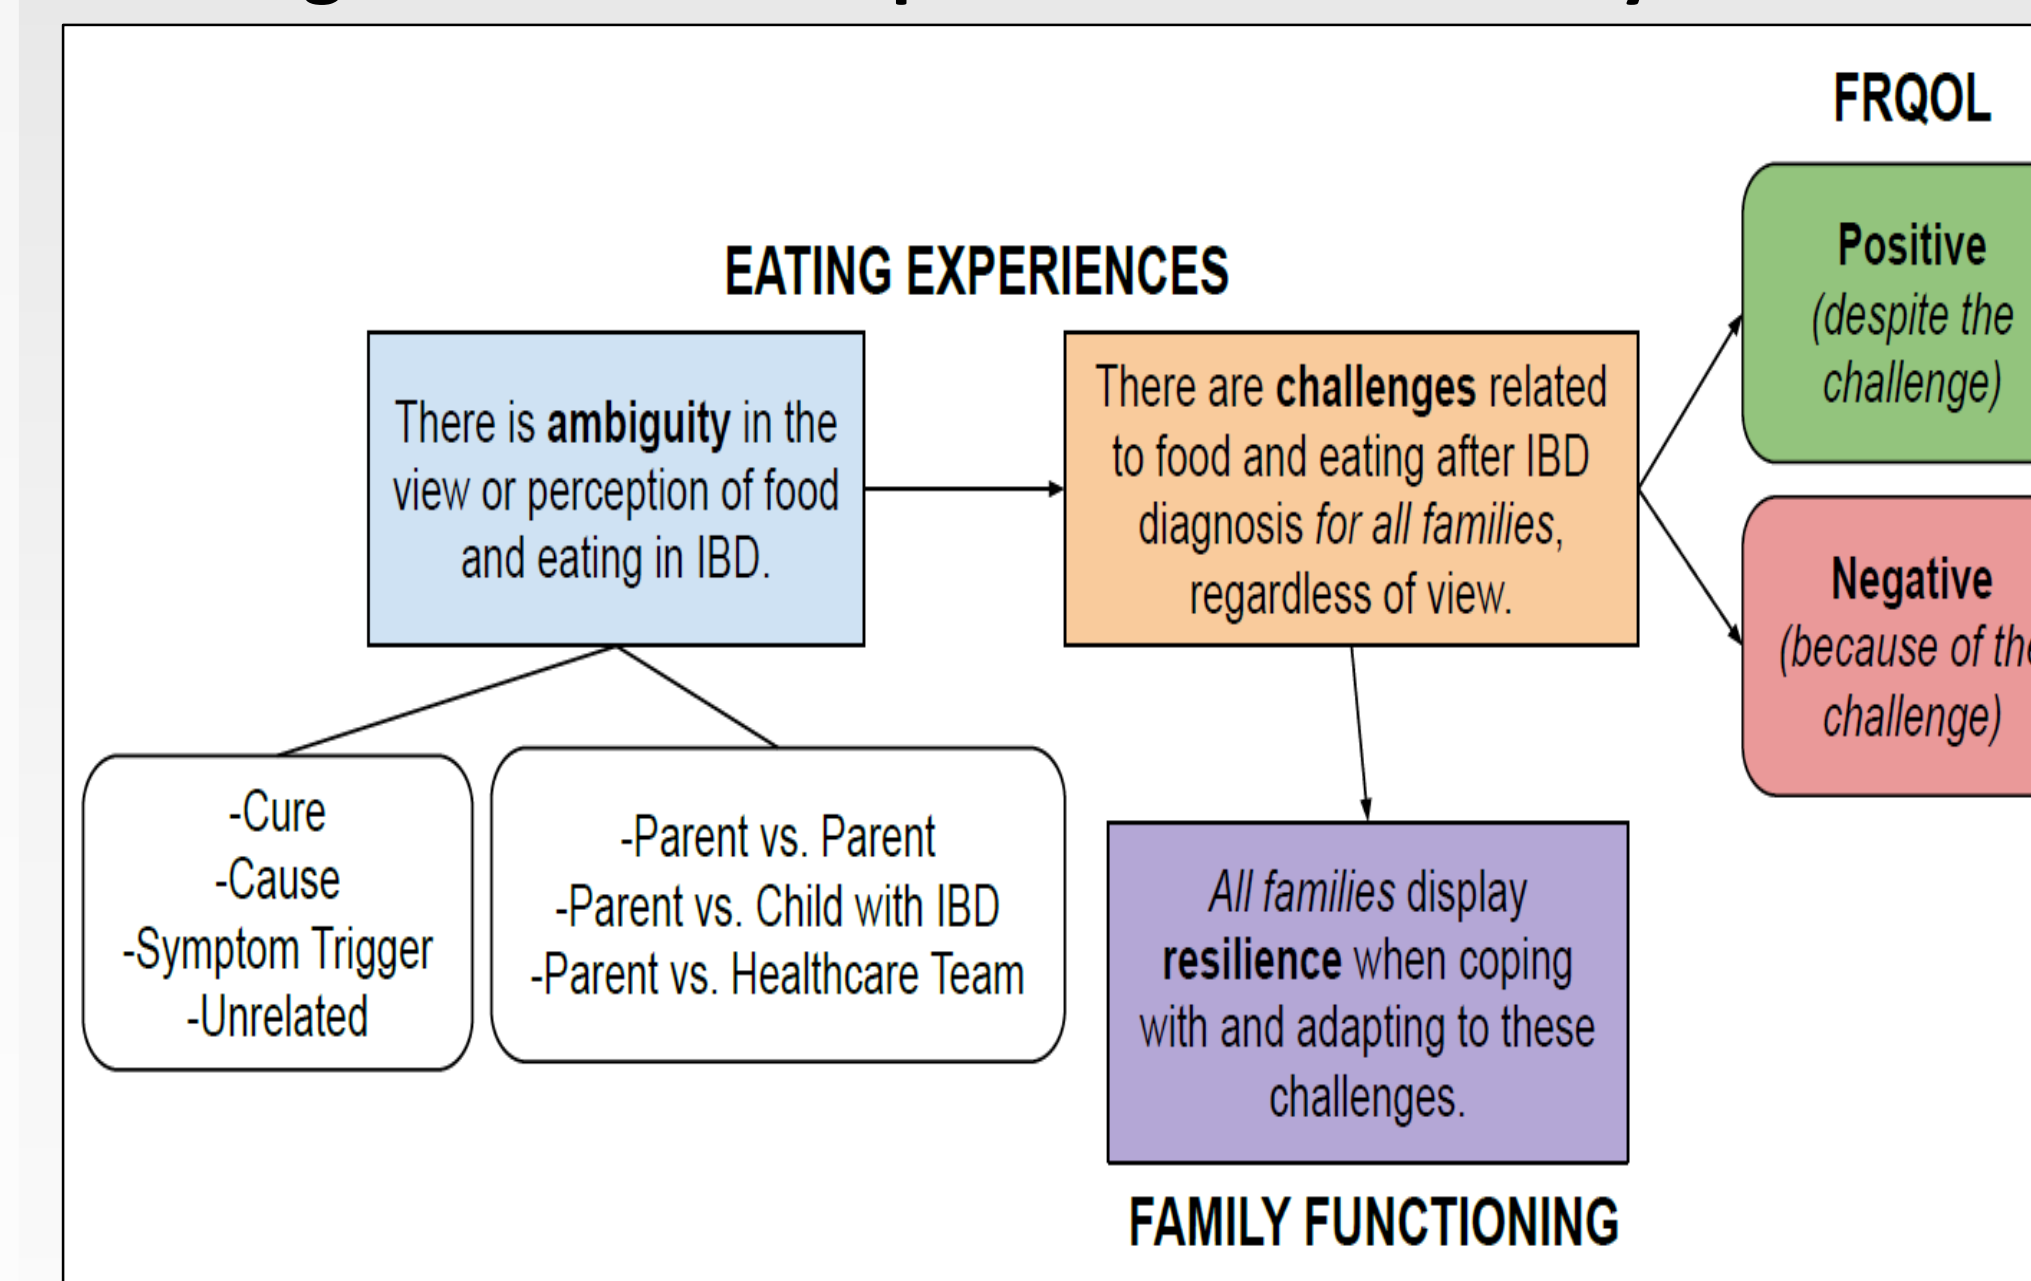 FRQOL
EATING EXPERIENCES
There is ambiguity in the
view or perception of food
and eating in IBD.
There are challenges related
to food and eating after IBD
diagnosis for all families,
regardless of view.
Positive
(despite the
challenge)
Negative
(because of the
challenge)
-Cure
-Cause
-Symptom Trigger
-Unrelated
-Parent vs. Parent
-Parent vs. Child with IBD
-Parent vs. Healthcare Team
All families display
resilience when coping
with and adapting to these
challenges.
FAMILY FUNCTIONING